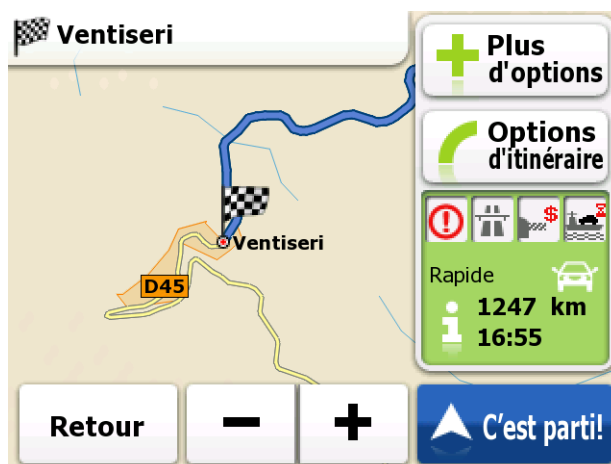 Ventiseri
Plus
d'options
Options
d'itinéraire
$
Ventiseri
D45
Rapide
1247 km
16:55
Retour
C'est parti!